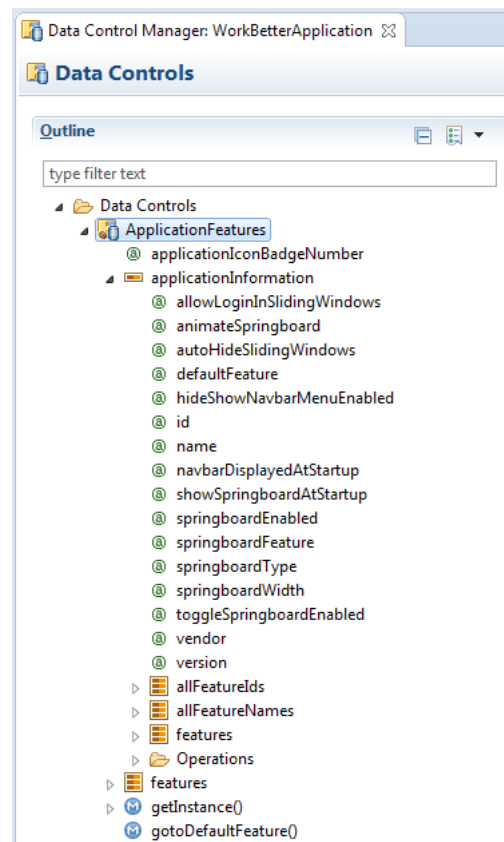 Data Control Manager: WorkBetterApplication
Data Controls
Outline
type filter text
Data Controls
ApplicationFeatures
applicationIconBadgeNumber
applicationInformation
allowLoginInSlidingWindows
animateSpringboard
autoHideSlidingWindows
defaultFeature
hideShowNavbarMenuEnabled
id
name
navbarDisplayedAtStartup
showSpringboardAtStartup
springboardEnabled
springboardFeature
springboardType
springboardWidth
toggleSpringboardEnabled
vendor
version
allFeatureIds
allFeatureNames
features
Operations
features
getInstance()
gotoDefaultFeature()